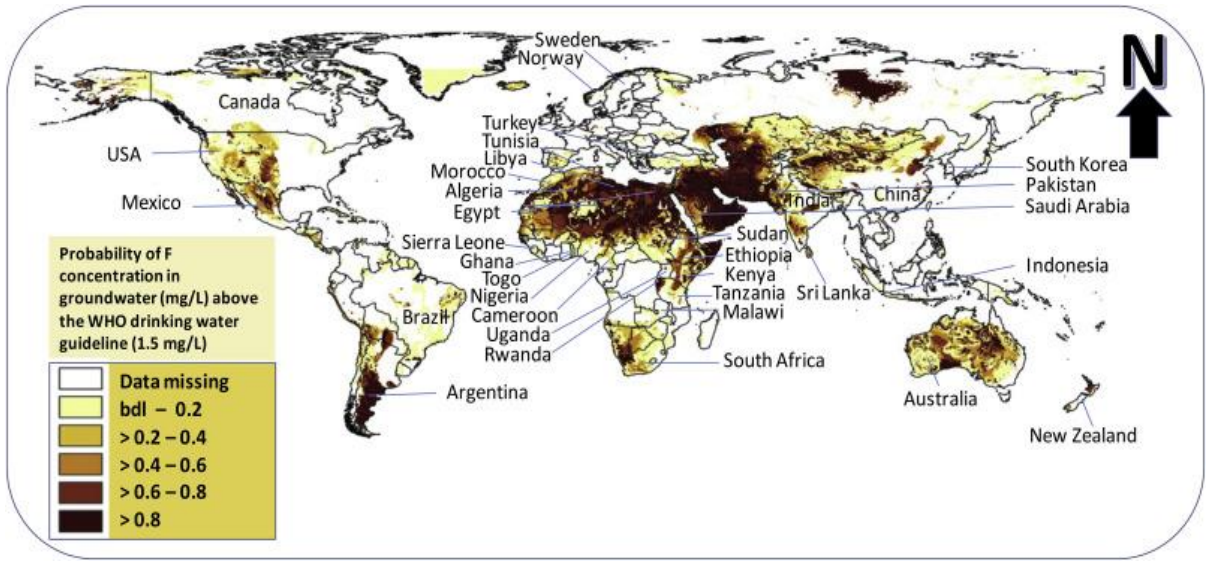 Sweden
Norway
N
Canada
Turkey
Tunisia
USA
Libya
South Korea
Morocco
Pakistan
Algeria
India
China
Mexico
Egypt
Saudi Arabia
Sudan
Sierra Leone
Ethiopia
Ghana
Kenya
Indonesia
Togo
Tanzania
Sri Lanka
Nigeria
Malawi
Brazil
Cameroon
Uganda
Rwanda
South Africa
Argentina
Australia
New Zealand
Probability of F
concentration in
groundwater (mg/L) above
the WHO drinking water
guideline (1.5 mg/L)
Data missing
bdl – 0.2
> 0.2 – 0.4
> 0.4 – 0.6
> 0.6 – 0.8
> 0.8